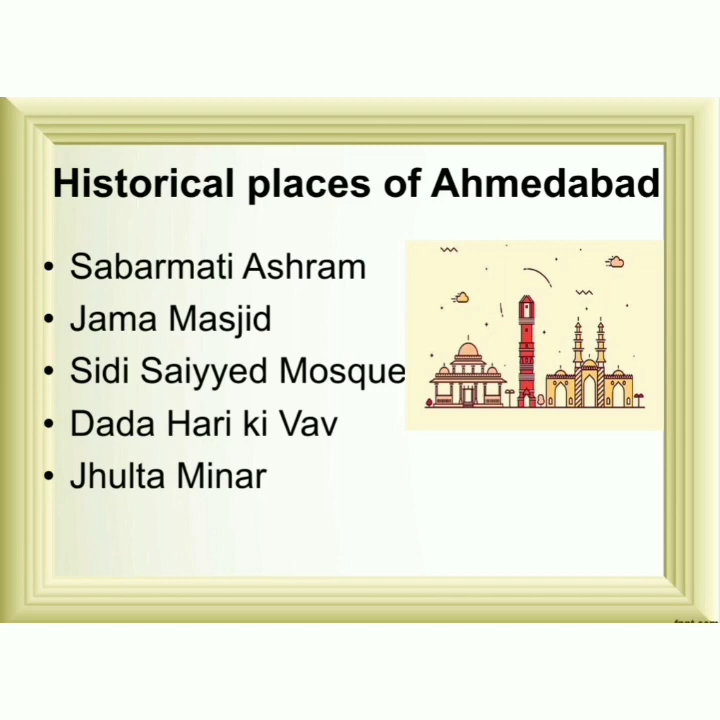 Historical places of Ahmedabad
• Sabarmati Ashram
• Jama Masjid
• Sidi Saiyyed Mosque
• Dada Hari ki Vav
• Jhulta Minar